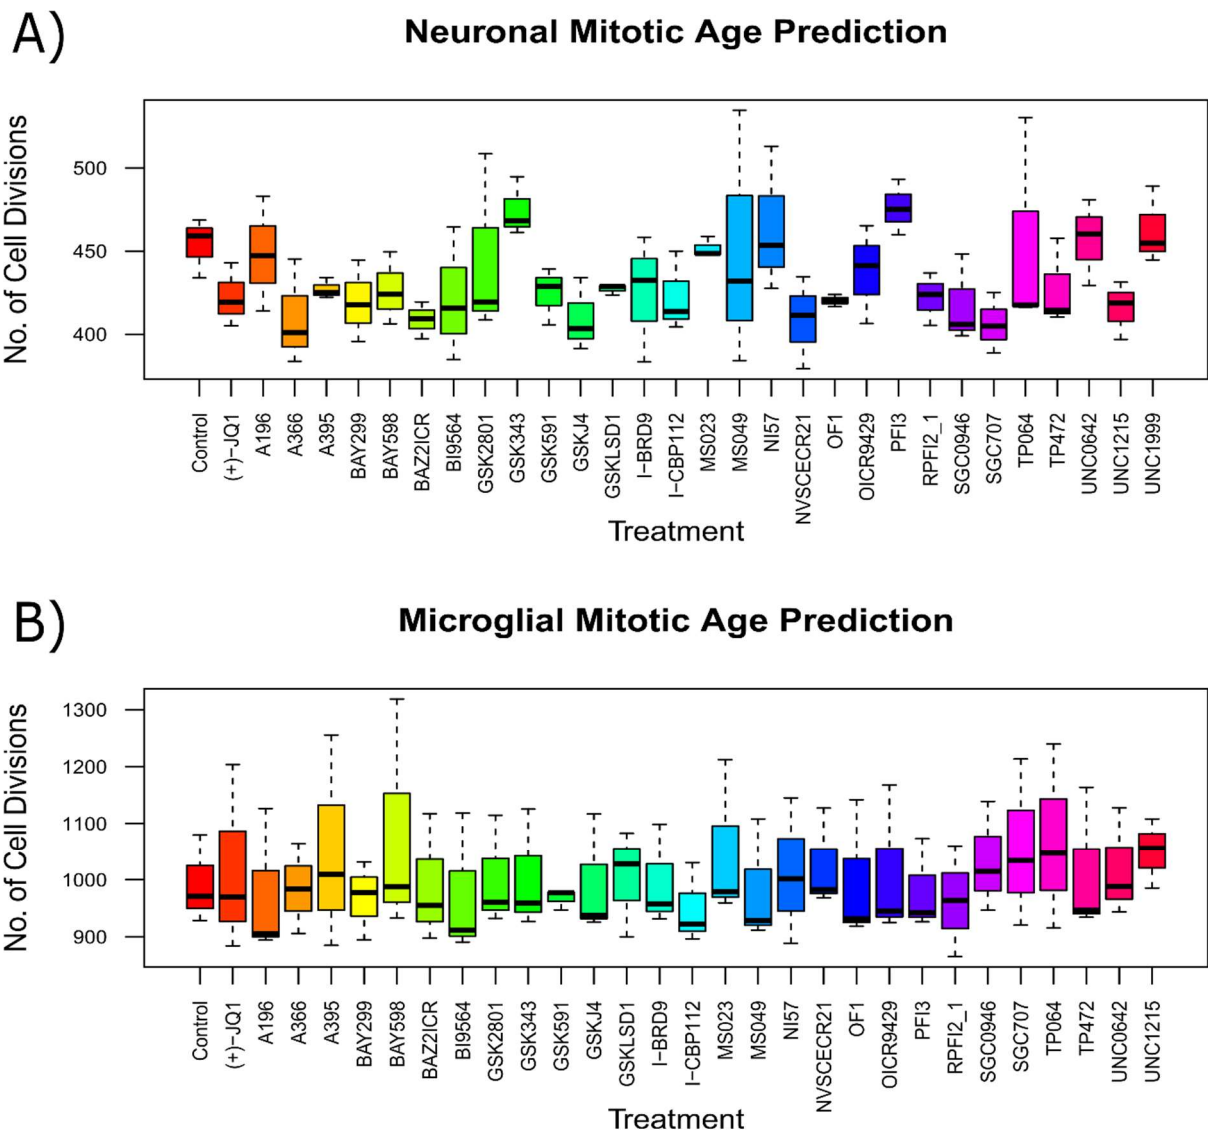 A)
Neuronal Mitotic Age Prediction
No. of Cell Divisions
500
450
400
Control
(+)−JQ1
A196
A366
A395
BAY299
BAY598
BAZ2ICR
BI9564
GSK2801
GSK343
GSK591
GSKJ4
GSKLSD1
I−BRD9
I−CBP112
MS023
MS049
NI57
NVSCECR21
OF1
OICR9429
PFI3
RPFI2_1
SGC0946
SGC707
TP064
TP472
UNC0642
UNC1215
UNC1999
Treatment
B)
Microglial Mitotic Age Prediction
No. of Cell Divisions
1300
1200
1100
1000
900
Control
(+)−JQ1
A196
A366
A395
BAY299
BAY598
BAZ2ICR
BI9564
GSK2801
GSK343
GSK591
GSKJ4
GSKLSD1
I−BRD9
I−CBP112
MS023
MS049
NI57
NVSCECR21
OF1
OICR9429
PFI3
RPFI2_1
SGC0946
SGC707
TP064
TP472
UNC0642
UNC1215
Treatment